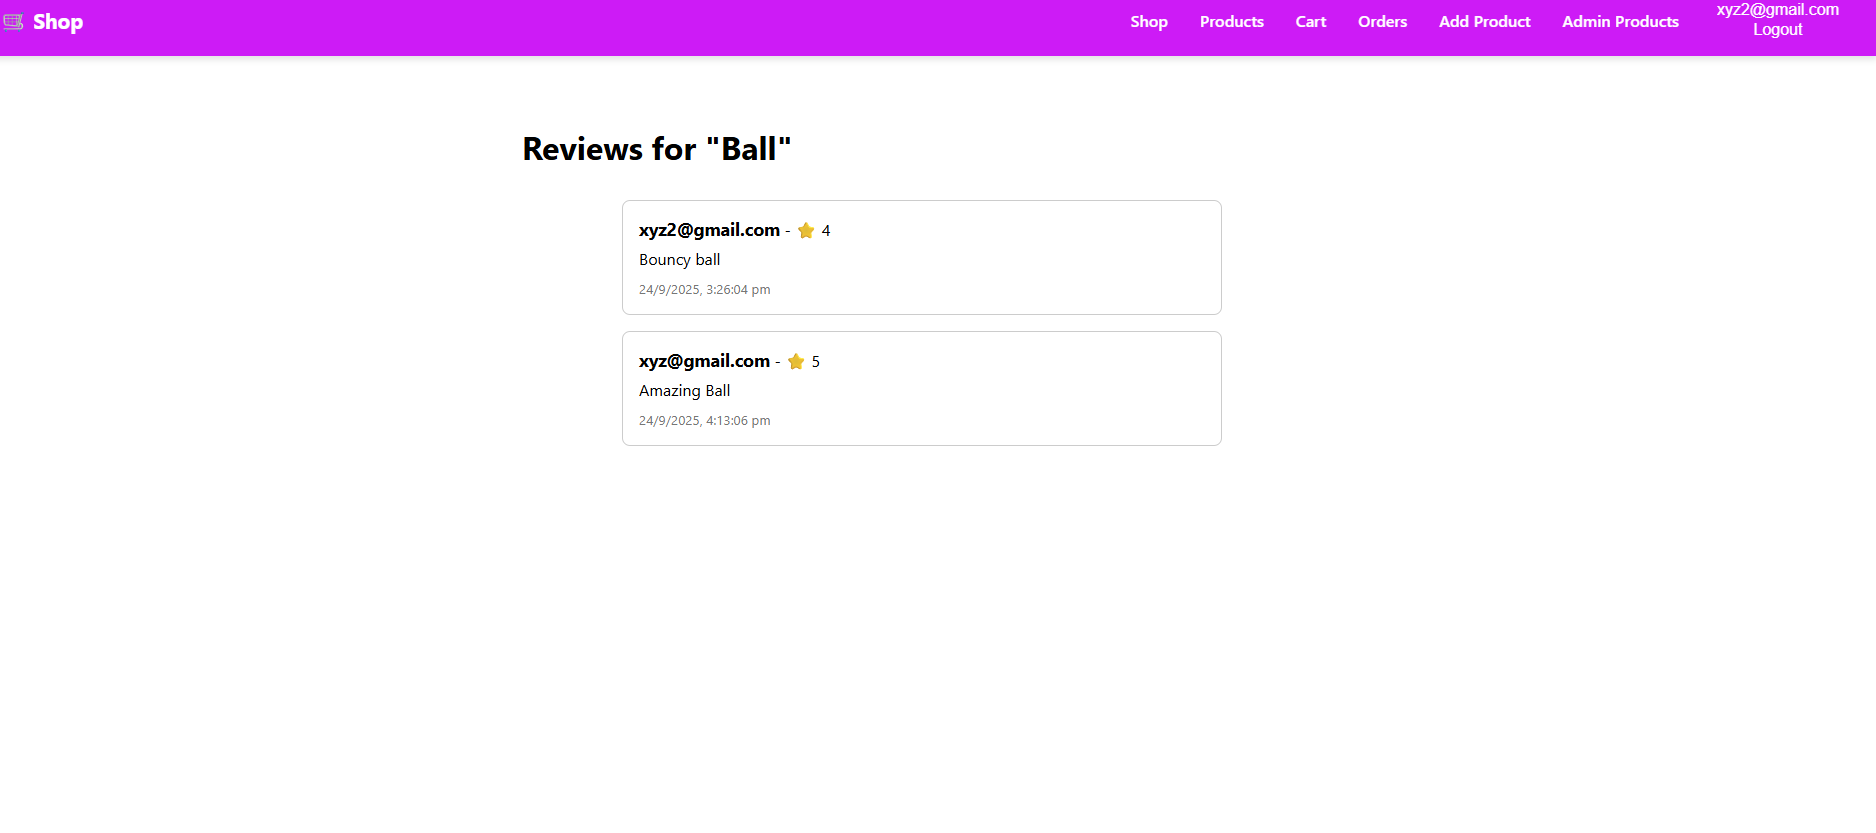 🛒 Shop
Shop Products Cart Orders Add Product Admin Products xyz2@gmail.com
Logout
Reviews for "Ball"
xyz2@gmail.com - ⭐ 4
Bouncy ball
24/9/2025, 3:26:04 pm
xyz@gmail.com - ⭐ 5
Amazing Ball
24/9/2025, 4:13:06 pm